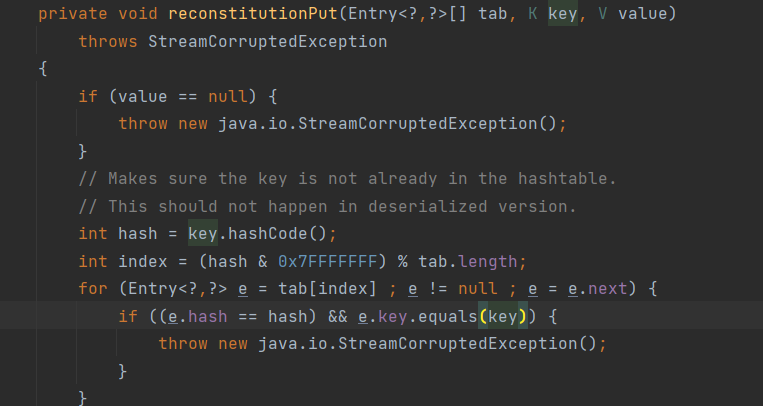 private void reconstitutionPut(Entry<?,?>[] tab, K key, V value)
    throws StreamCorruptedException
{
    if (value == null) {
        throw new java.io.StreamCorruptedException();
    }
    // Makes sure the key is not already in the hashtable.
    // This should not happen in deserialized version.
    int hash = key.hashCode();
    int index = (hash & 0x7FFFFFFF) % tab.length;
    for (Entry<?,?> e = tab[index] ; e != null ; e = e.next) {
        if ((e.hash == hash) && e.key.equals(key)) {
            throw new java.io.StreamCorruptedException();
        }
    }